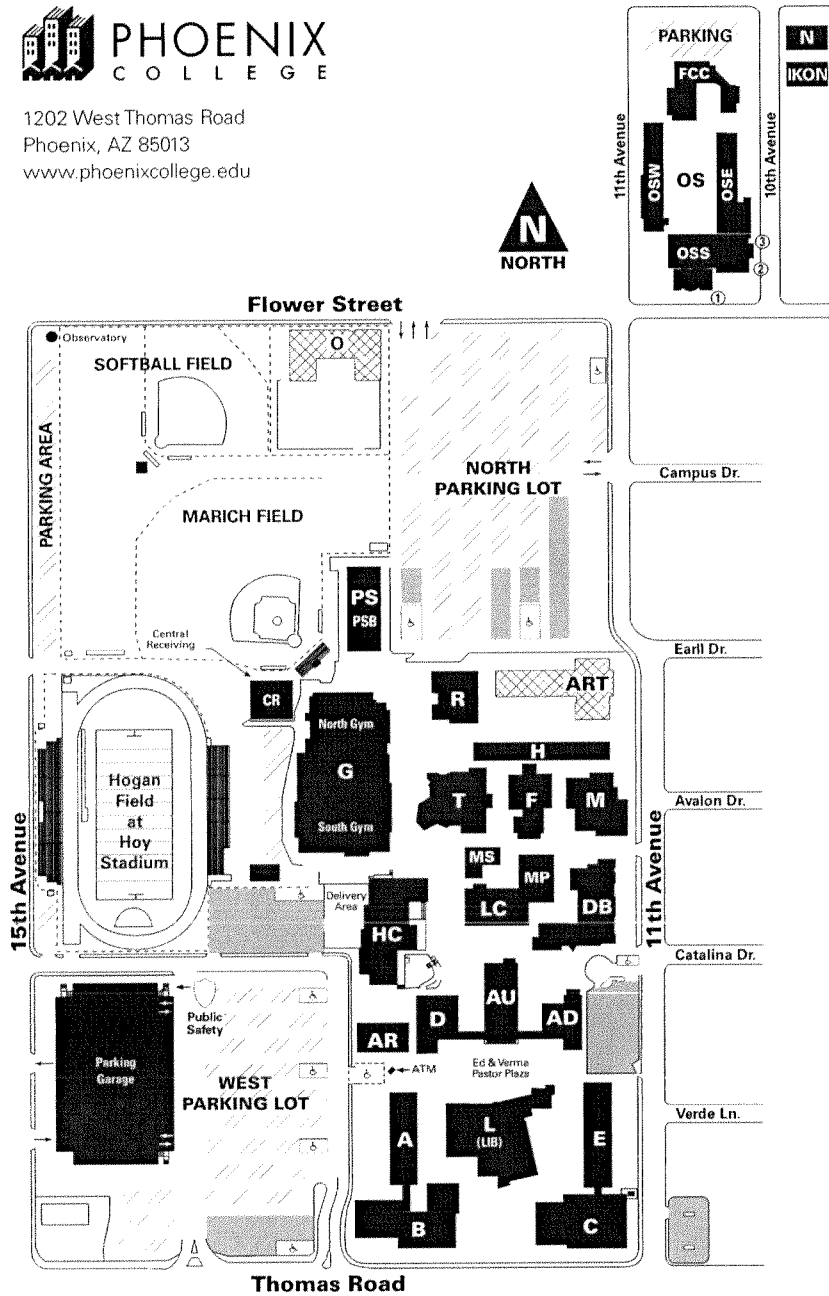 PHOENIX
COLLEGE
1202 West Thomas Road
Phoenix, AZ 85013
www.phoenixcollege.edu
N
NORTH
PARKING
N
IKON
FCC
11th Avenue
10th Avenue
OSW
OS
OSE
OSS
3
2
1
Flower Street
Observatory
O
SOFTBALL FIELD
PARKING AREA
NORTH
PARKING LOT
Campus Dr.
MARICH FIELD
PS
PSB
Central
Receiving
Earll Dr.
CR
R
ART
North Gym
H
Hogan
Field
at
Hoy
Stadium
G
T
F
M
Avalon Dr.
South Gym
15th Avenue
11th Avenue
MS
MP
Delivery
Area
LC
DB
HC
Catalina Dr.
AU
Public
Safety
D
AD
AR
Parking
Garage
ATM
Ed & Verma
Pastor Plaza
WEST
PARKING LOT
Verde Ln.
A
L
(LIB)
E
B
C
Thomas Road